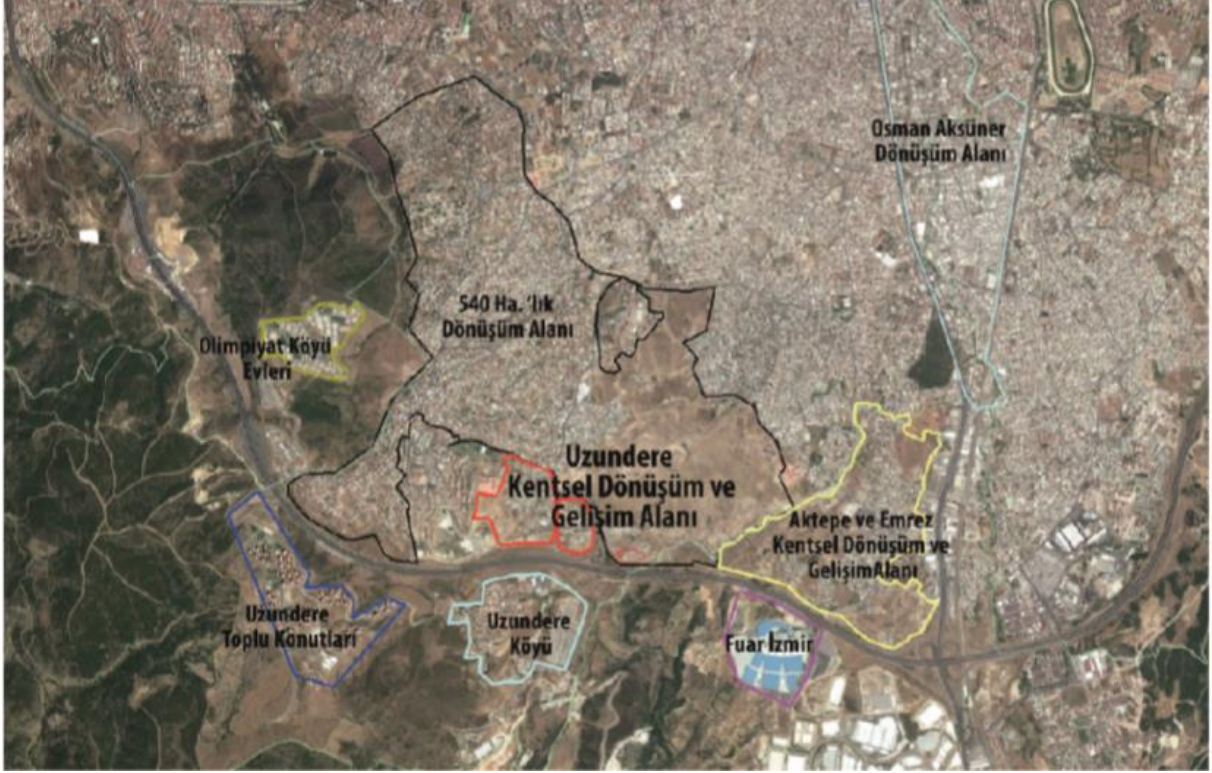 Osman Aksüner
Dönüşüm Alanı
540 Ha. 'lık
Dönüşüm Alanı
Olimpiyat Köyü
Evleri
Uzundere
Kentsel Dönüşüm ve
Gelişim Alanı
Aktepe ve Emrez
Kentsel Dönüşüm ve
GelişimAlanı
Uzundere
Toplu Konutları
Uzundere
Köyü
Fuar İzmir